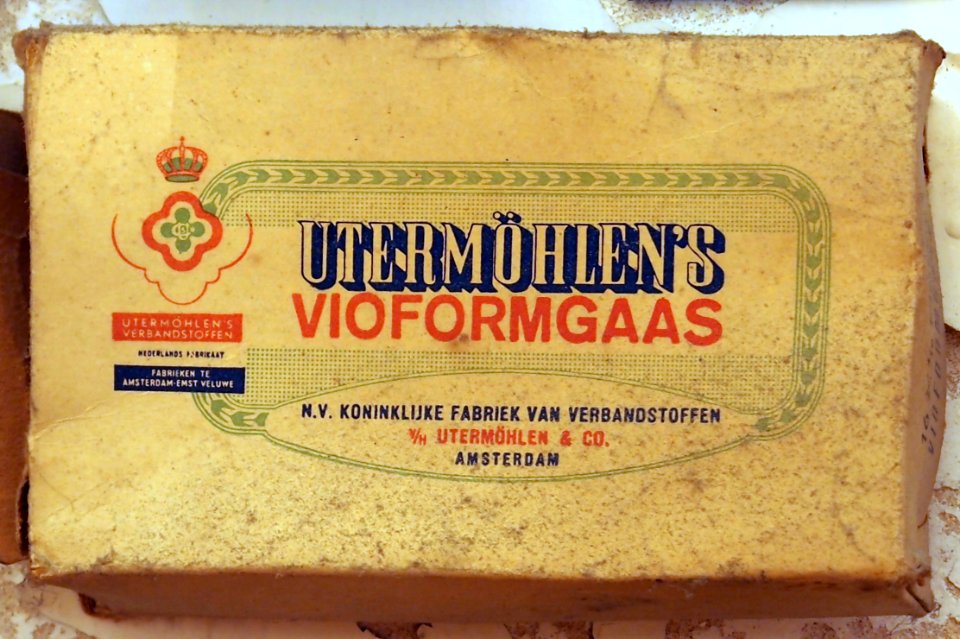 UTERMÖHLEN'S
VIOFORMGAAS
UTERMÖHLEN'S
VERBANDSTOFFEN
NEDERLANDS FABRIKAAT
FABRIEKEN TE
AMSTERDAM-EMST VELUWE
N.V. KONINKLIJKE FABRIEK VAN VERBANDSTOFFEN
V/H UTERMÖHLEN & CO.
AMSTERDAM